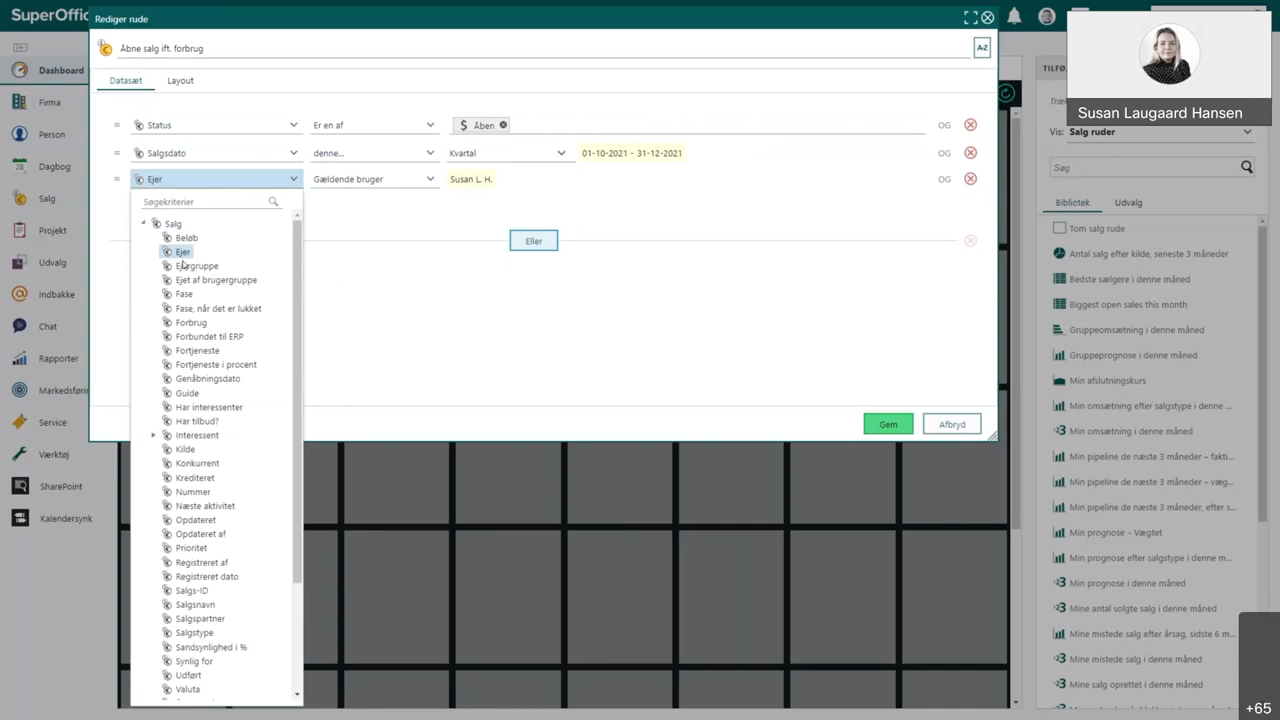 SuperOffic
Rediger rude
Susan Laugaard Hansen
Åbne salg ift. forbrug
Datasæt
Layout
Status
Er en af
Åben
OG
Salgsdato
denne...
Kvartal
01-10-2021 - 31-12-2021
OG
Ejer
Gældende bruger
Susan L. H.
OG
Eller
Gem
Afbryd
Søgekriterier
Salg
Beløb
Ejer
Ejergruppe
Ejet af brugergruppe
Fase
Fase, når det er lukket
Forbrug
Forbundet til ERP
Fortjeneste
Fortjeneste i procent
Genåbningsdato
Guide
Har interessenter
Har tilbud?
Interessent
Kilde
Konkurrent
Krediteret
Nummer
Næste aktivitet
Opdateret
Opdateret af
Prioritet
Registreret af
Registreret dato
Salgs-ID
Salgsnavn
Salgspartner
Salgstype
Sandsynlighed i %
Synlig for
Udført
Valuta
Dashboard
Firma
Person
Dagbog
28
Salg
Projekt
Udvalg
Indbakke
Chat
Rapporter
Markedsførin
Service
Værktøj
SharePoint
Kalendersynk
TILFØ
Træk
Vis:
Salg ruder
Søg
Bibliotek
Udvalg
Tom salg rude
Antal salg efter kilde, seneste 3 måneder
Bedste sælgere i denne måned
Biggest open sales this month
Gruppeomsætning i denne måned
Gruppeprognose i denne måned
Min afslutningskurs
Min omsætning efter salgstype i denne ...
Min omsætning i denne måned
Min pipeline de næste 3 måneder – fakti...
Min pipeline de næste 3 måneder – væg...
Min pipeline de næste 3 måneder, efter s...
Min prognose – Vægtet
Min prognose efter salgstype i denne m...
Min prognose i denne måned
Mine antal solgte salg i denne måned
Mine mistede salg efter årsag, sidste 6 m...
Mine mistede salg i denne måned
Mine salg oprettet i denne måned
+65